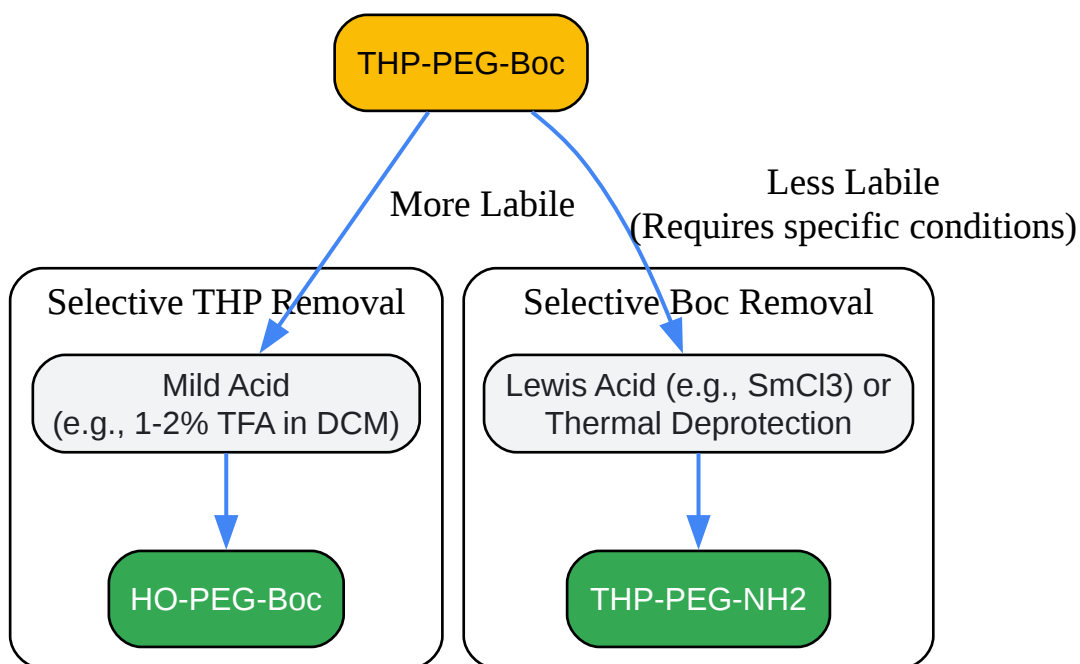 THP-PEG-Boc
More Labile
Less Labile
(Requires specific conditions)
Selective THP Removal
Mild Acid
(e.g., 1-2% TFA in DCM)
HO-PEG-Boc
Selective Boc Removal
Lewis Acid (e.g., SmCl3) or
Thermal Deprotection
THP-PEG-NH2